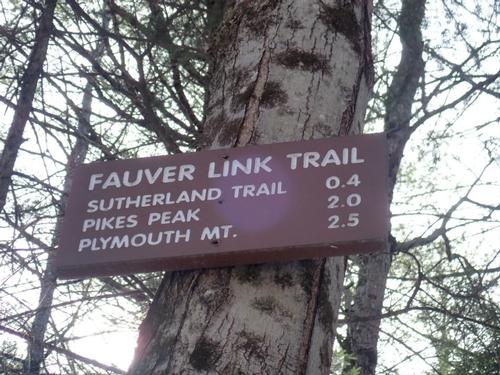 FAUVER LINK TRAIL
SUTHERLAND TRAIL 0.4
PIKES PEAK 2.0
PLYMOUTH MT. 2.5